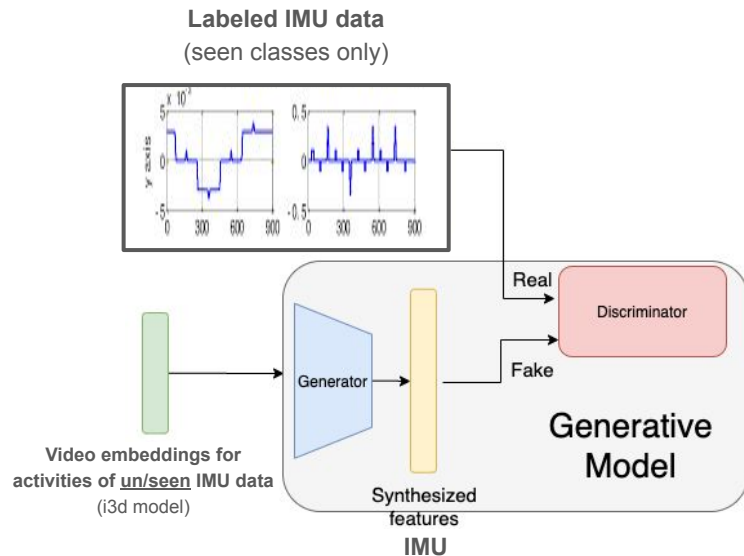 Labeled IMU data
(seen classes only)
x 10
5
0
-5
y axis
0 300 600 900
0.5
0
-0.5
0 300 600 900
Real
Discriminator
Generator
Fake
Generative
Model
Video embeddings for
activities of un/seen IMU data
(i3d model)
Synthesized
features
IMU